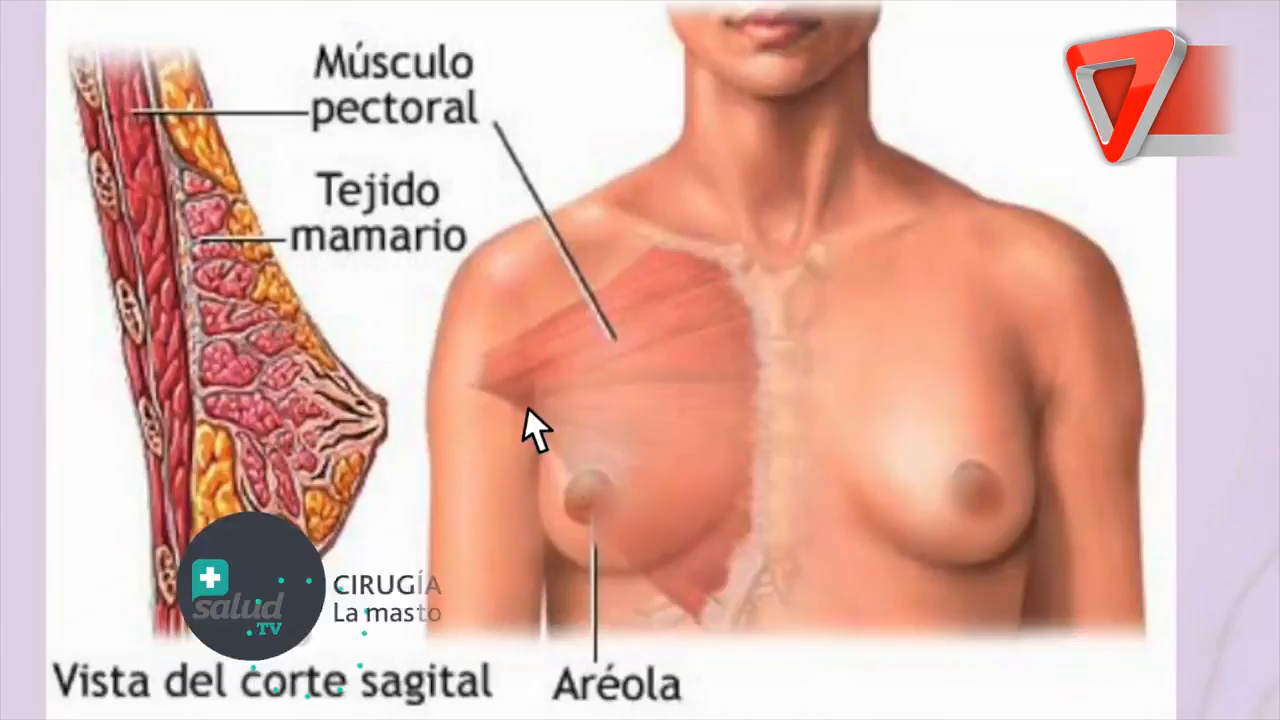 Músculo
pectoral
Tejido
mamario
salud
TV
CIRUGÍA
La masto
Vista del corte sagital
Aréola